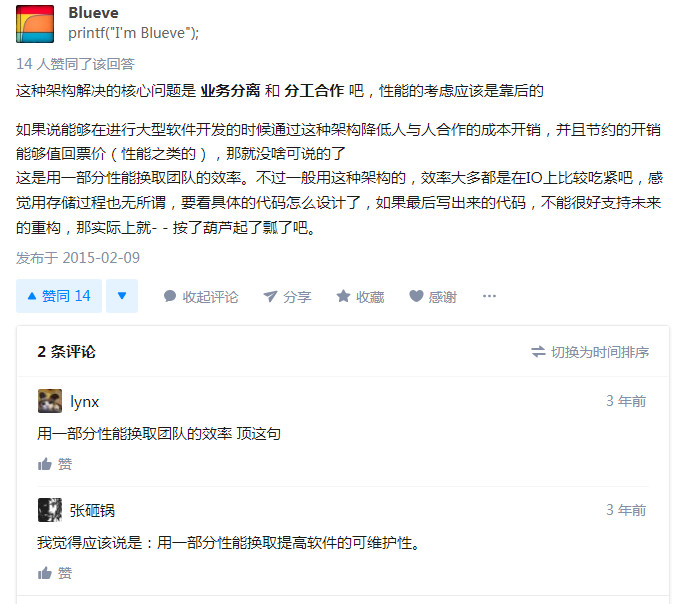 Blueve
printf("I'm Blueve");
14 人赞同了该回答
这种架构解决的核心问题是 业务分离 和 分工合作 吧，性能的考虑应该是靠后的
如果说能够在进行大型软件开发的时候通过这种架构降低人与人合作的成本开销，并且节约的开销
能够值回票价（性能之类的），那就没啥可说的了
这是用一部分性能换取团队的效率。不过一般用这种架构的，效率大多都是在IO上比较吃紧吧，感
觉用存储过程也无所谓，要看具体的代码怎么设计了，如果最后写出来的代码，不能很好支持未来
的重构，那实际上就- - 按了葫芦起了瓢了吧。
发布于 2015-02-09
赞同 14 收起评论 分享 收藏 感谢 ···
2 条评论 切换为时间排序
lynx 3 年前
用一部分性能换取团队的效率 顶这句
赞
张砸锅 3 年前
我觉得应该说是：用一部分性能换取提高软件的可维护性。
赞